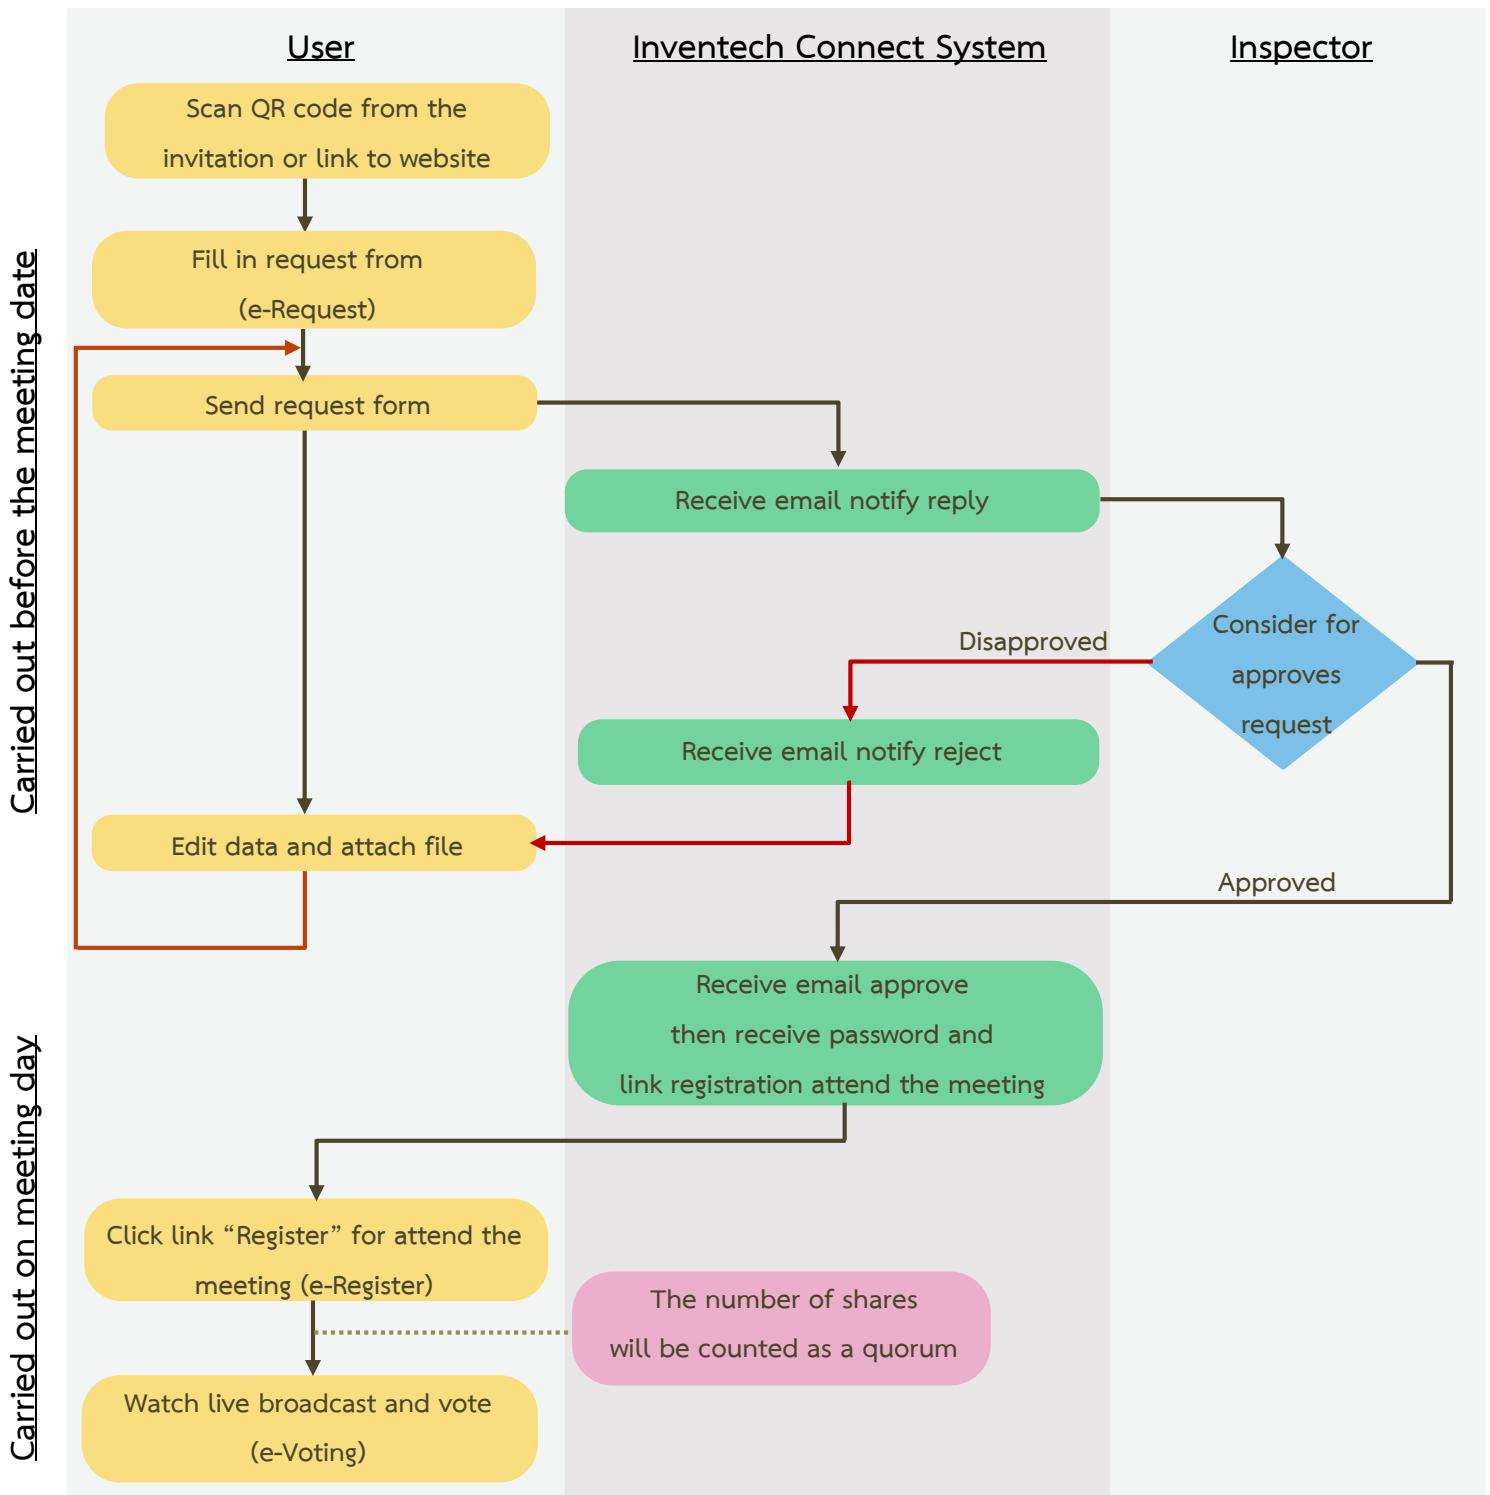 User
Inventech Connect System
Inspector
Carried out before the meeting date
Scan QR code from the
invitation or link to website
Fill in request from
(e-Request)
Send request form
Receive email notify reply
Consider for
approves
request
Disapproved
Receive email notify reject
Edit data and attach file
Approved
Receive email approve
then receive password and
link registration attend the meeting
Carried out on meeting day
Click link “Register” for attend the
meeting (e-Register)
The number of shares
will be counted as a quorum
Watch live broadcast and vote
(e-Voting)